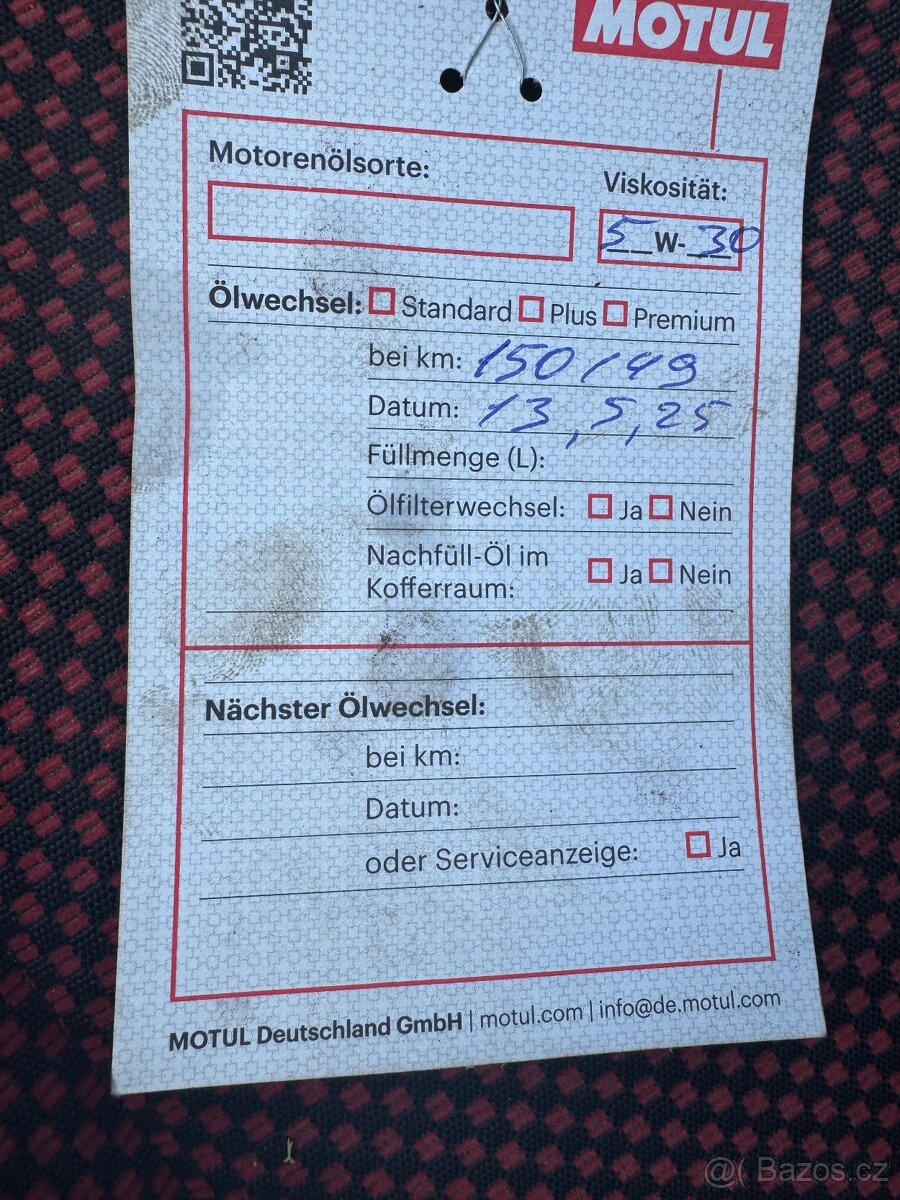 MOTUL
Motorenölsorte:
Viskosität:
5 W- 30
Ölwechsel: Standard Plus Premium
bei km: 150149
Datum: 13,5,25
Füllmenge (L):
Ölfilterwechsel: Ja Nein
Nachfüll-Öl im
Kofferraum: Ja Nein
Nächster Ölwechsel:
bei km:
Datum:
oder Serviceanzeige: Ja
MOTUL Deutschland GmbH | motul.com | info@de.motul.com
@( Bazos.cz